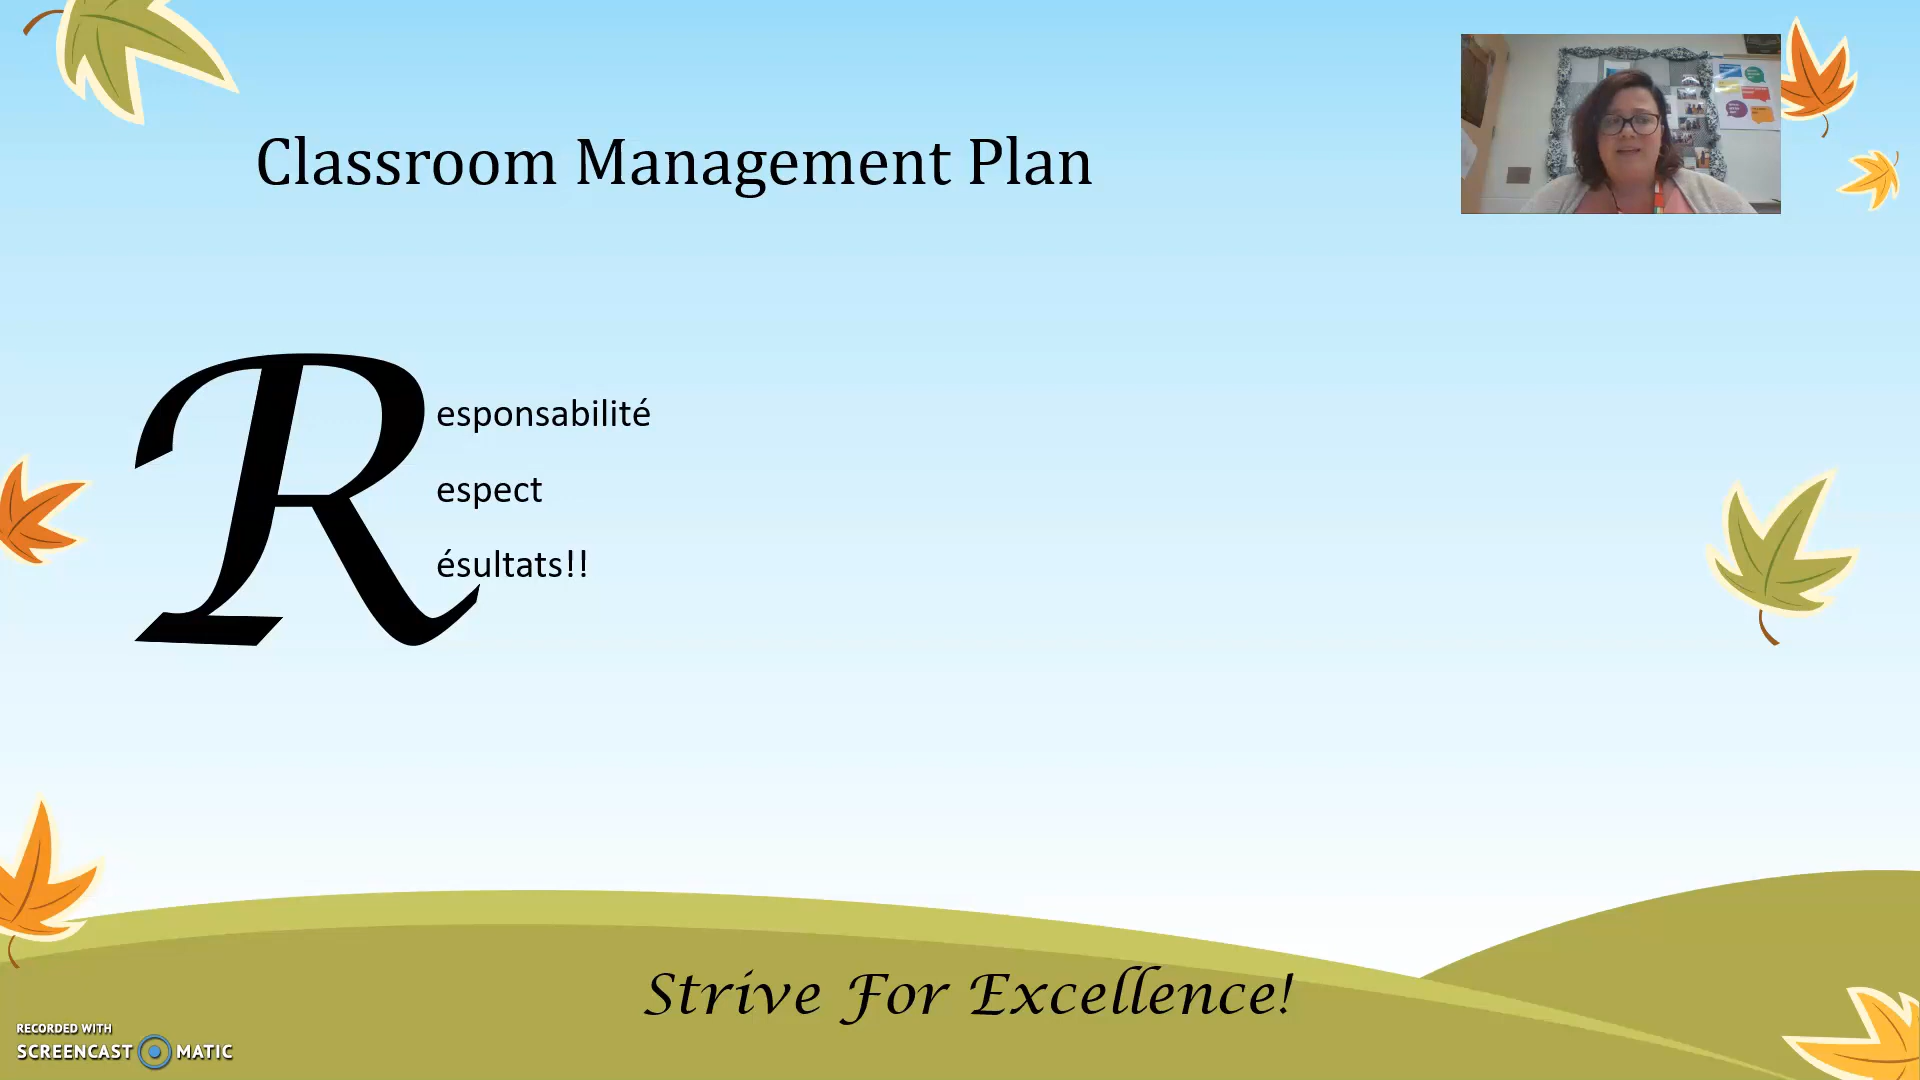 Classroom Management Plan
Responsabilité
Respect
Résultats!!
Strive For Excellence!
RECORDED WITH
SCREENCAST MATIC